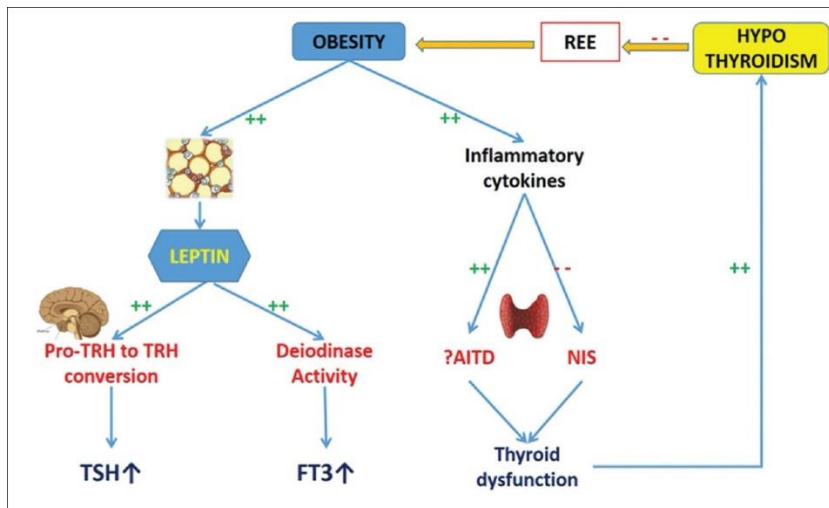 OBESITY
REE
- -
HYPO
THYROIDISM
++
++
Inflammatory
cytokines
LEPTIN
++
++
++
- -
++
Pro-TRH to TRH
conversion
Deiodinase
Activity
?AITD
NIS
TSH↑
FT3↑
Thyroid
dysfunction